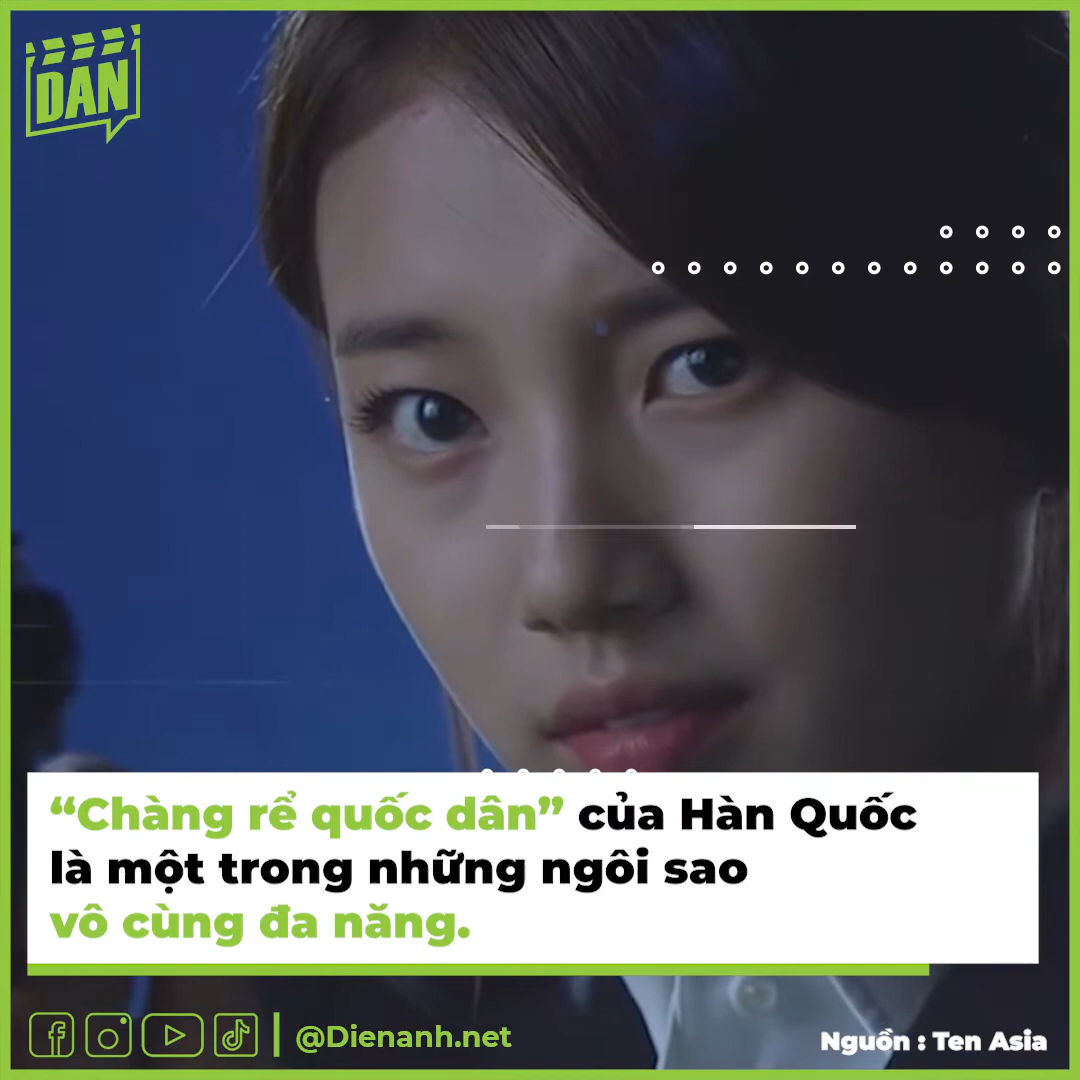 DAN
“Chàng rể quốc dân” của Hàn Quốc
là một trong những ngôi sao
vô cùng đa năng.
@Dienanh.net
Nguồn : Ten Asia